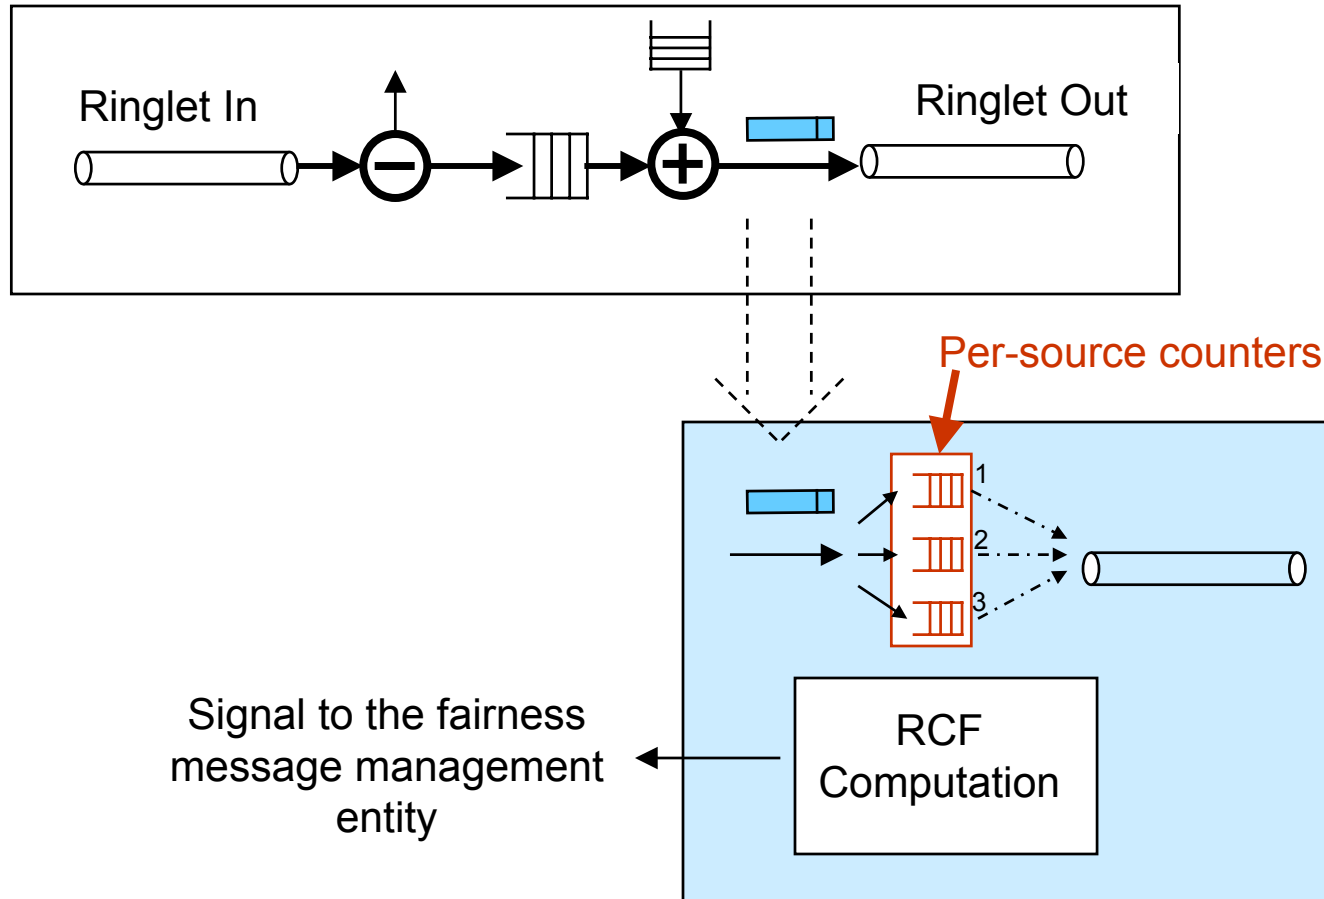 Ringlet In
Ringlet Out
Per-source counters
1
2
3
Signal to the fairness
message management
entity
RCF
Computation